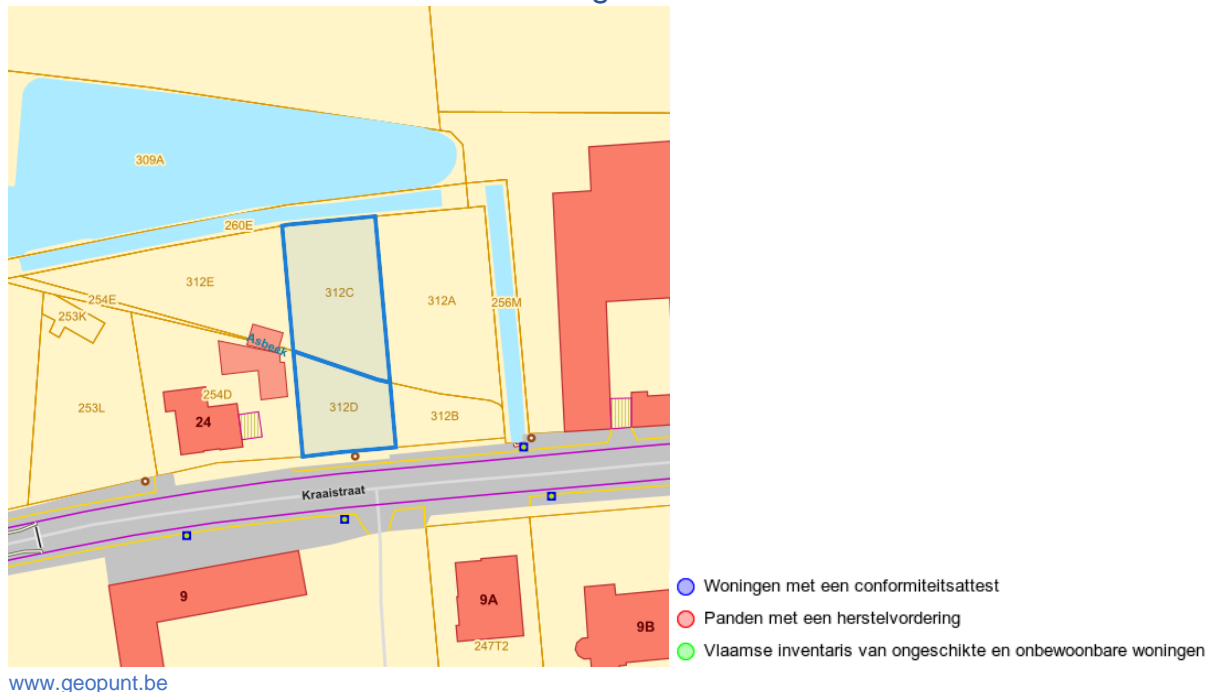 309A
260E
312E
312C
312A
256M
254E
253K
Asbeek
253L
254D
24
312D
312B
Kraaistraat
9
9A
9B
247T2
Woningen met een conformiteitsattest
Panden met een herstelvordering
Vlaamse inventaris van ongeschikte en onbewoonbare woningen
www.geopunt.be